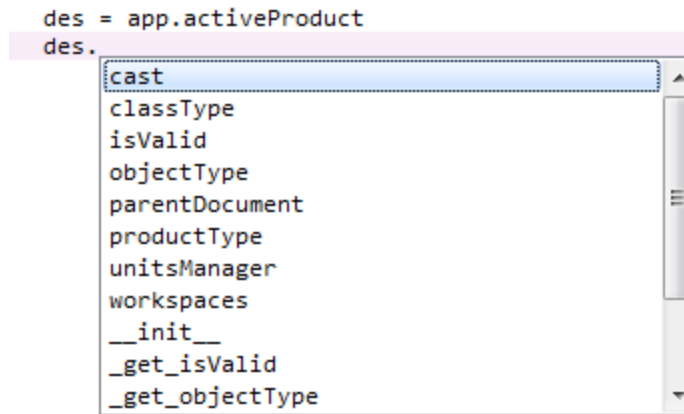 des = app.activeProduct
des.
cast
classType
isValid
objectType
parentDocument
productType
unitsManager
workspaces
__init__
_get_isValid
_get_objectType